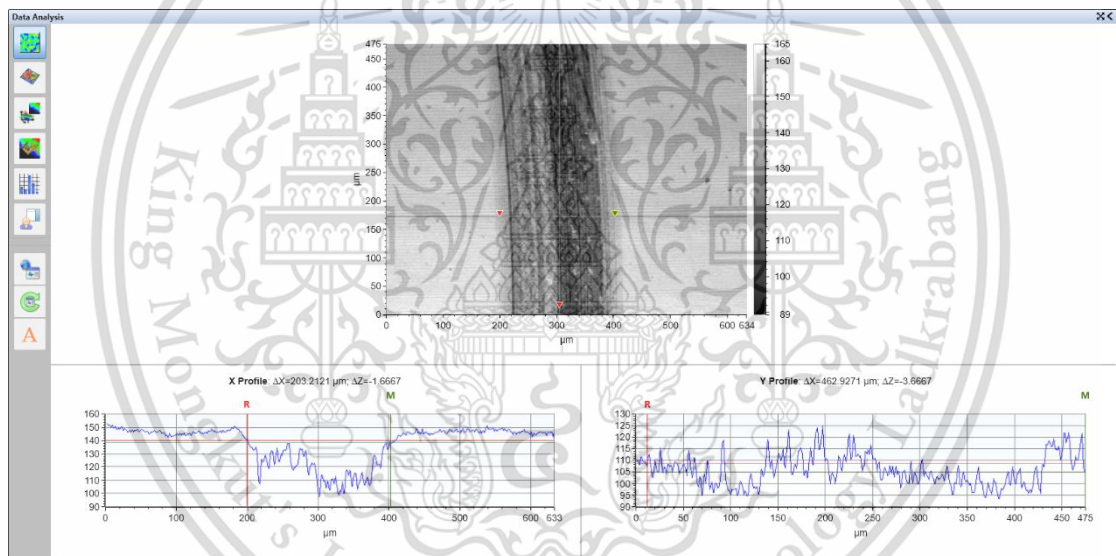 Data Analysis
476
450
400
350
300
250
200
150
100
50
0
µm
0 100 200 300 400 500 600 634
µm
165
160
150
140
130
120
110
100
89
King Mongkut's
Ladkrabang
A
X Profile: ΔX=203.2121 µm; ΔZ=-1.6667
R M
160
150
140
130
120
110
100
90
0 100 200 300 400 500 633
µm
Y Profile: ΔX=462.9271 µm; ΔZ=-3.6667
R M
130
125
120
115
110
105
100
95
90
0 50 100 150 200 250 300 350 400 450 475
µm